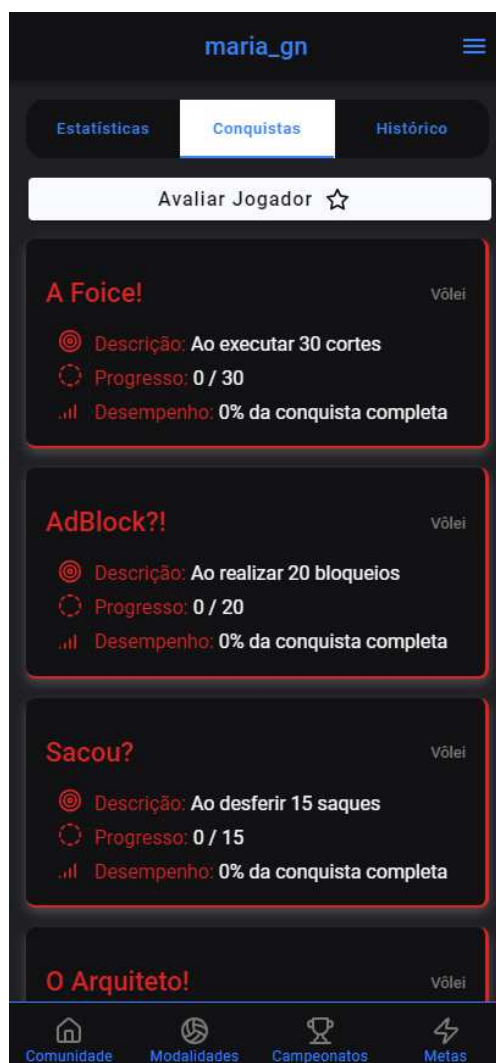 maria_gn
Estatísticas Conquistas Histórico
Avaliar Jogador
A Foice! Vôlei
Descrição: Ao executar 30 cortes
Progresso: 0 / 30
Desempenho: 0% da conquista completa
AdBlock?! Vôlei
Descrição: Ao realizar 20 bloqueios
Progresso: 0 / 20
Desempenho: 0% da conquista completa
Sacou? Vôlei
Descrição: Ao desferir 15 saques
Progresso: 0 / 15
Desempenho: 0% da conquista completa
O Arquiteto! Vôlei
Comunidade Modalidades Campeonatos Metas